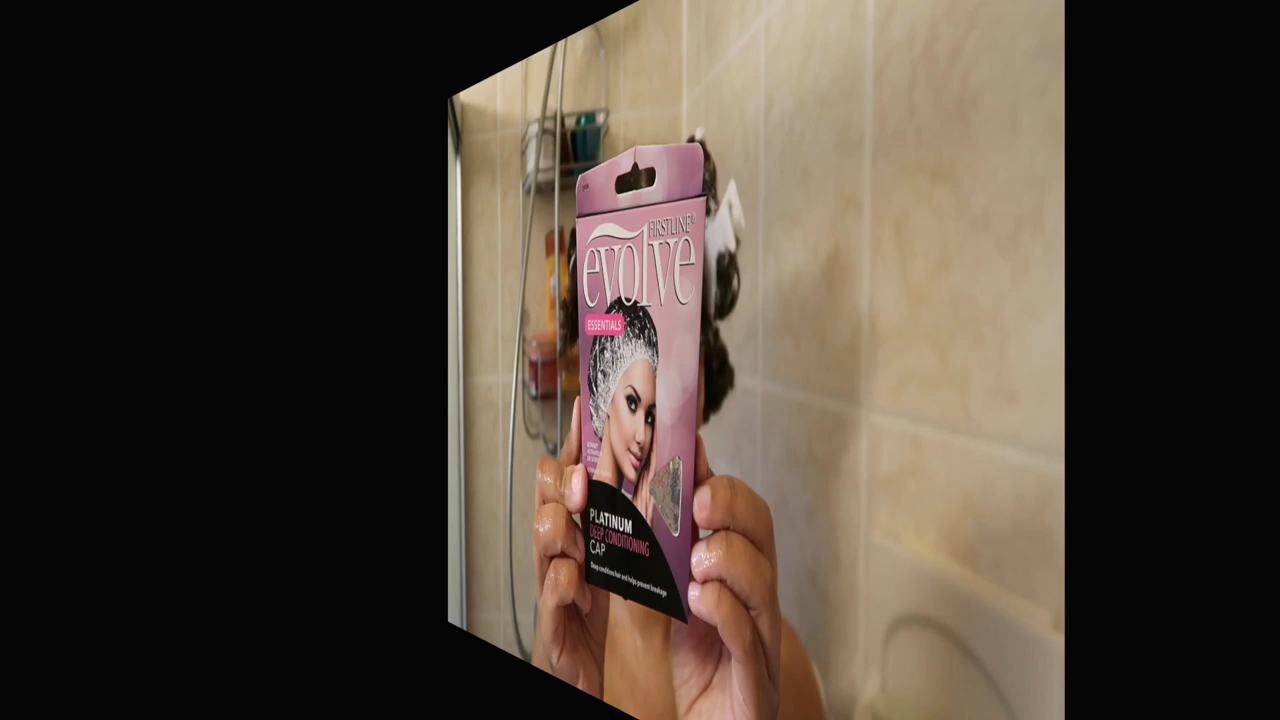 FIRSTLINE®
evolve
ESSENTIALS
PLATINUM
DEEP CONDITIONING
CAP
Deep conditions hair and helps prevent breakage